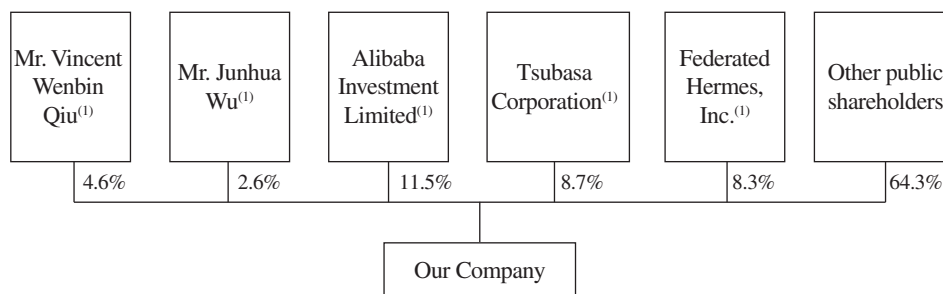 Mr. Vincent
Wenbin
Qiu(1)
Mr. Junhua
Wu(1)
Alibaba
Investment
Limited(1)
Tsubasa
Corporation(1)
Federated
Hermes,
Inc.(1)
Other public
shareholders
4.6%
2.6%
11.5%
8.7%
8.3%
64.3%
Our Company